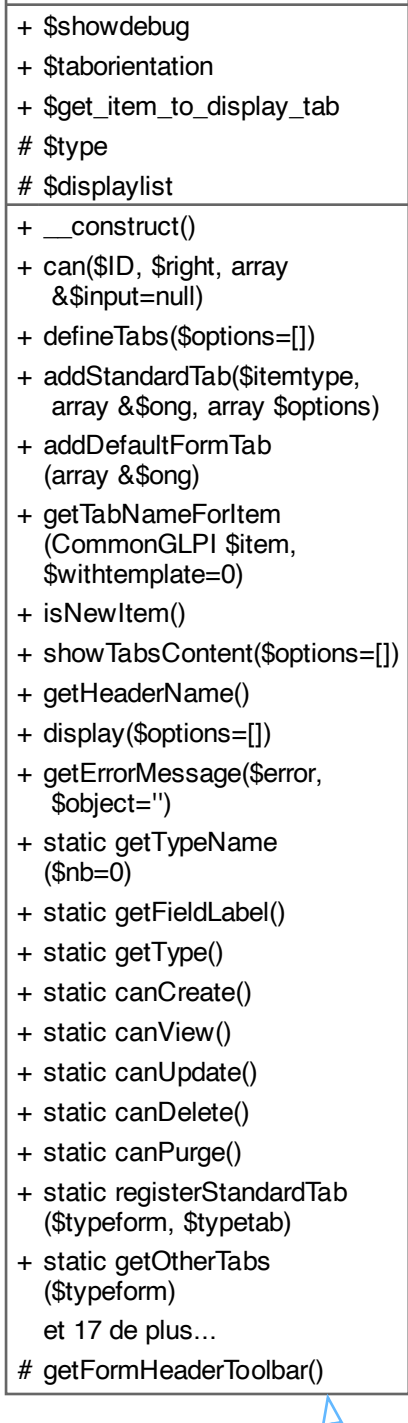 + $showdebug
+ $taborientation
+ $get_item_to_display_tab
# $type
# $displaylist
+ __construct()
+ can($ID, $right, array
&$input=null)
+ defineTabs($options=[])
+ addStandardTab($itemtype,
array &$ong, array $options)
+ addDefaultFormTab
(array &$ong)
+ getTabNameForItem
(CommonGLPI $item,
$withtemplate=0)
+ isNewItem()
+ showTabsContent($options=[])
+ getHeaderName()
+ display($options=[])
+ getErrorMessage($error,
$object='')
+ static getTypeName
($nb=0)
+ static getFieldLabel()
+ static getType()
+ static canCreate()
+ static canView()
+ static canUpdate()
+ static canDelete()
+ static canPurge()
+ static registerStandardTab
($typeform, $typetab)
+ static getOtherTabs
($typeform)
et 17 de plus...
# getFormHeaderToolbar()